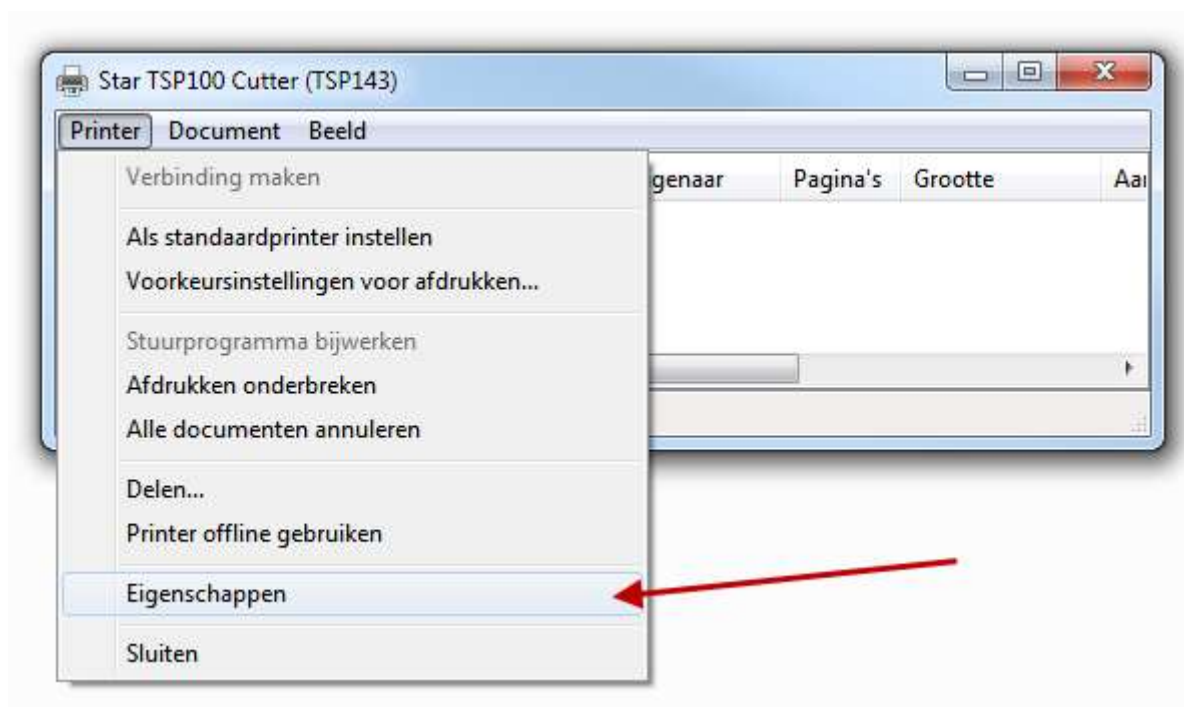 Star TSP100 Cutter (TSP143)
Printer Document Beeld
genaar Pagina's Grootte Aa
Verbinding maken
Als standaardprinter instellen
Voorkeursinstellingen voor afdrukken...
Stuurprogramma bijwerken
Afdrukken onderbreken
Alle documenten annuleren
Delen...
Printer offline gebruiken
Eigenschappen
Sluiten